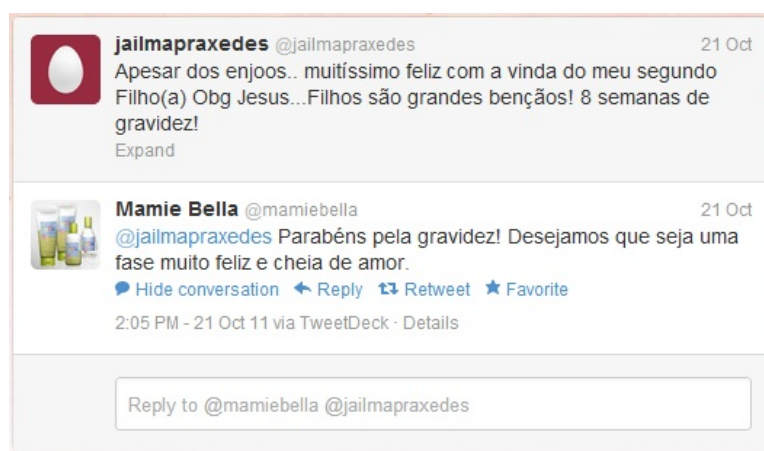 jailmapraxedes @jailmapraxedes 21 Oct
Apesar dos enjoos.. muitíssimo feliz com a vinda do meu segundo
Filho(a) Obg Jesus...Filhos são grandes bençãos! 8 semanas de
gravidez!
Expand
Mamie Bella @mamiebella 21 Oct
@jailmapraxedes Parabéns pela gravidez! Desejamos que seja uma
fase muito feliz e cheia de amor.
Hide conversation Reply Retweet Favorite
2:05 PM - 21 Oct 11 via TweetDeck · Details
Reply to @mamiebella @jailmapraxedes